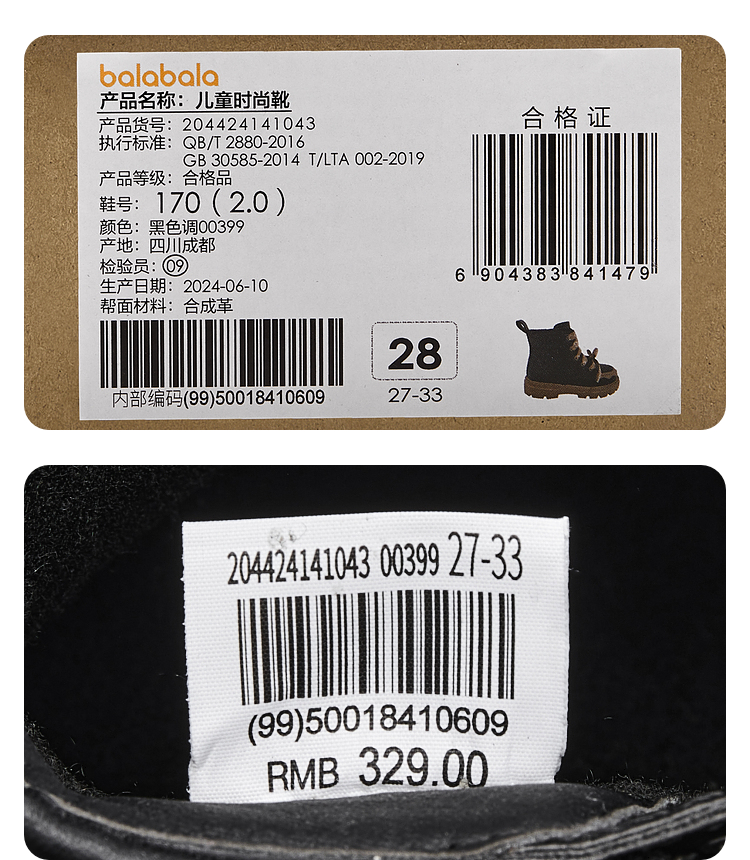 balabala
产品名称：儿童时尚靴
产品货号：204424141043
执行标准：QB/T 2880-2016
GB 30585-2014 T/LTA 002-2019
产品等级：合格品
鞋号：170（2.0）
颜色：黑色调00399
产地：四川成都
检验员：09
生产日期：2024-06-10
帮面材料：合成革
内部编码(99)50018410609
28
27-33
合格证
6 904383 841479
204424141043 00399 27-33
(99)50018410609
RMB 329.00